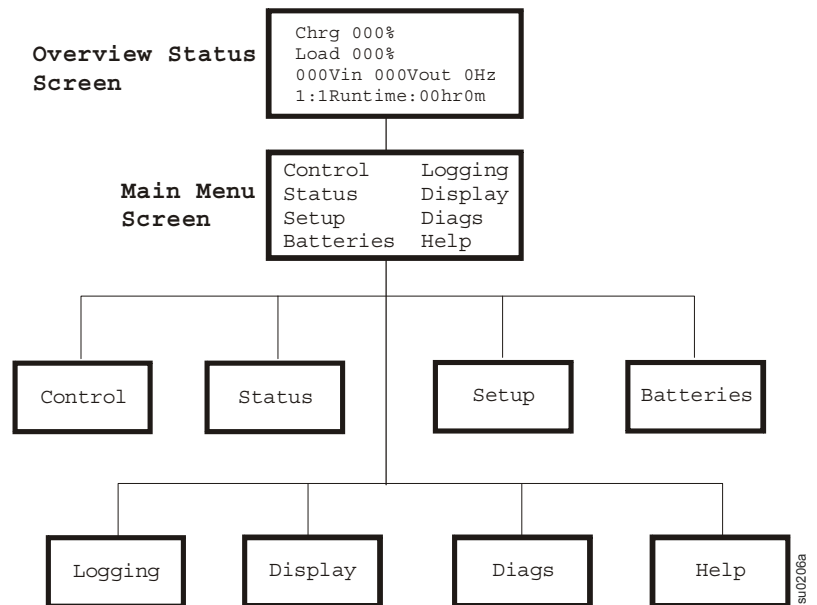 Overview Status
Screen
Chrg 000%
Load 000%
000Vin 000Vout 0Hz
1:1Runtime:00hr0m
Main Menu
Screen
Control Logging
Status Display
Setup Diags
Batteries Help
Control
Status
Setup
Batteries
Logging
Display
Diags
Help
su0206a